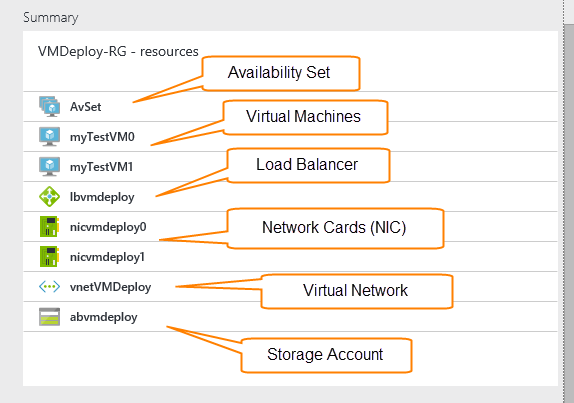 Summary
VMDeploy-RG - resources
Availability Set
AvSet
Virtual Machines
myTestVM0
myTestVM1
Load Balancer
lbvmdeploy
nicvmdeploy0
Network Cards (NIC)
nicvmdeploy1
vnetVMDeploy
Virtual Network
abvmdeploy
Storage Account